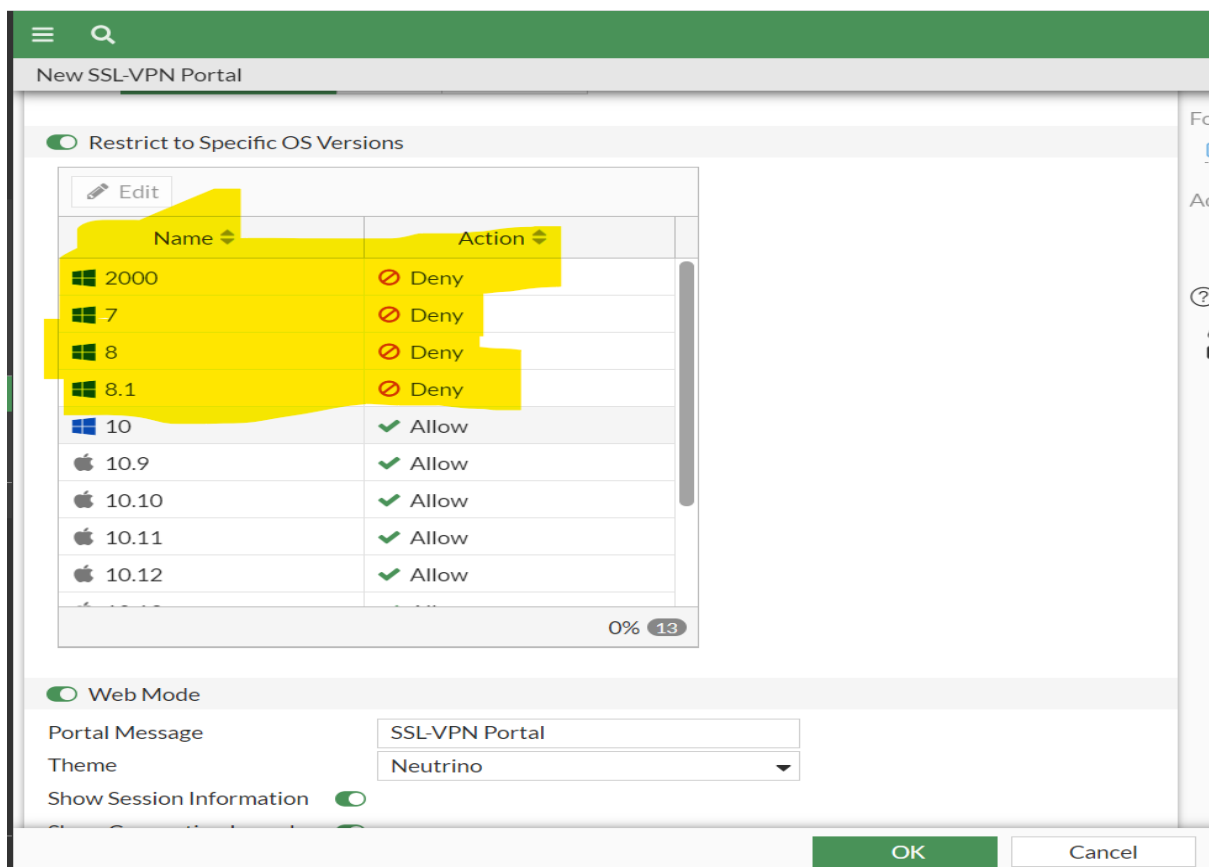 New SSL-VPN Portal
Restrict to Specific OS Versions
Edit
Name Action
2000 Deny
7 Deny
8 Deny
8.1 Deny
10 Allow
10.9 Allow
10.10 Allow
10.11 Allow
10.12 Allow
0% 13
Web Mode
Portal Message SSL-VPN Portal
Theme Neutrino
Show Session Information
OK Cancel